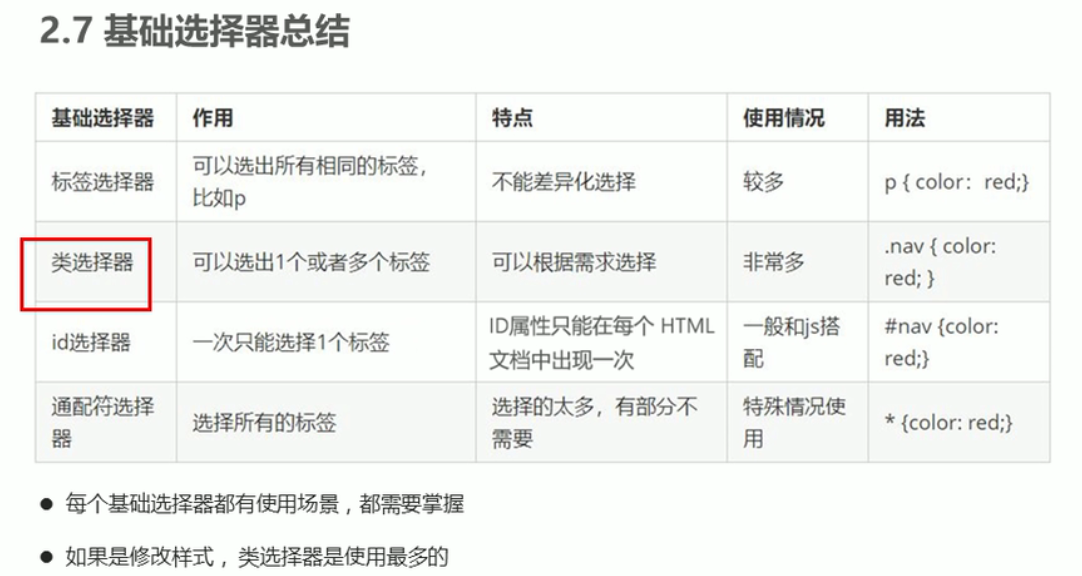 2.7 基础选择器总结
基础选择器 作用 特点 使用情况 用法
标签选择器 可以选出所有相同的标签，
比如p 不能差异化选择 较多 p { color：red;}
类选择器 可以选出1个或者多个标签 可以根据需求选择 非常多 .nav { color:
red; }
id选择器 一次只能选择1个标签 ID属性只能在每个 HTML
文档中出现一次 一般和js搭
配 #nav {color:
red;}
通配符选择
器 选择所有的标签 选择的太多，有部分不
需要 特殊情况使
用 * {color: red;}
● 每个基础选择器都有使用场景，都需要掌握
● 如果是修改样式，类选择器是使用最多的